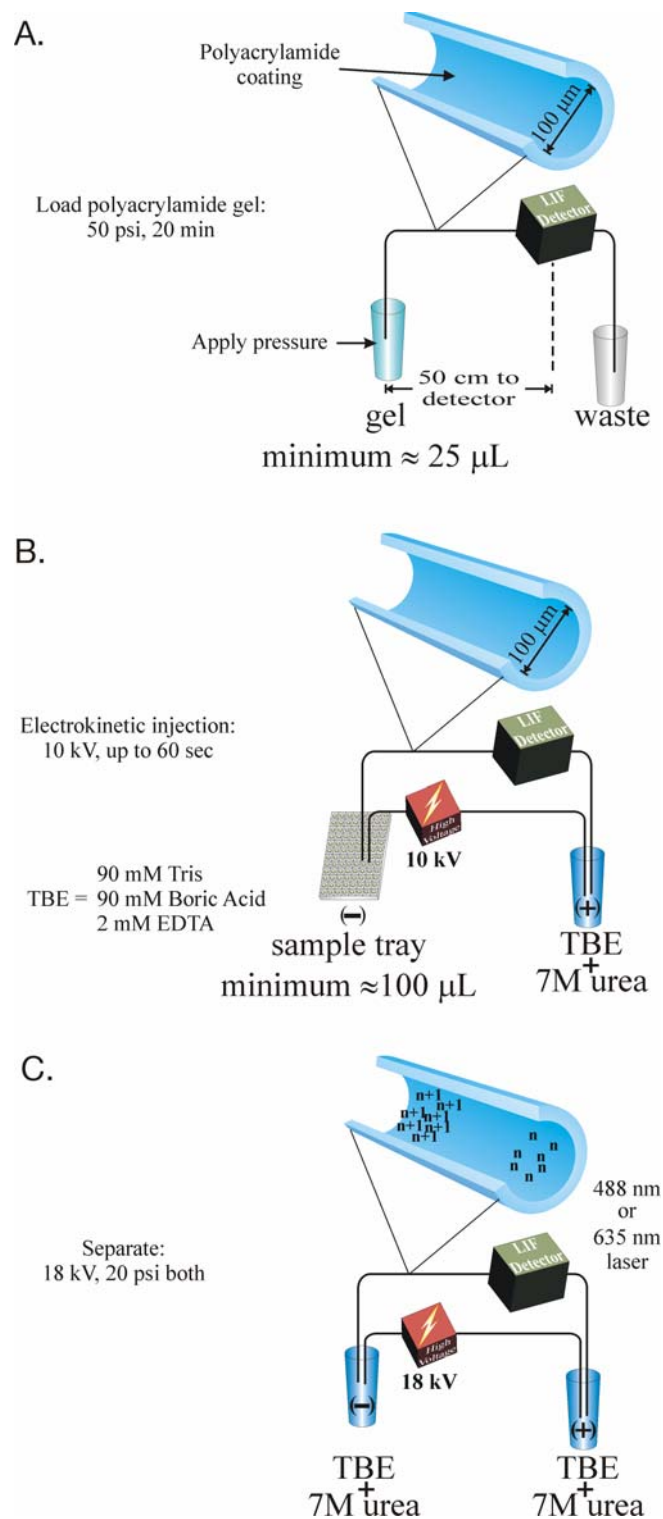 A.
Polyacrylamide
coating
100 μm
Load polyacrylamide gel:
50 psi, 20 min
LIF
Detector
Apply pressure
50 cm to
detector
gel
waste
minimum ≈ 25 μL
B.
100 μm
Electrokinetic injection:
10 kV, up to 60 sec
LIF
Detector
High
Voltage
10 kV
90 mM Tris
TBE = 90 mM Boric Acid
2 mM EDTA
(−)
(+)
sample tray
minimum ≈100 μL
TBE
+
7M urea
C.
n+1
n+1 n+1
n+1 n+1
n+1 n+1
n+1
n
n n
n n
n
488 nm
or
635 nm
laser
Separate:
18 kV, 20 psi both
LIF
Detector
High
Voltage
18 kV
(−)
(+)
TBE
+
7M urea
TBE
+
7M urea